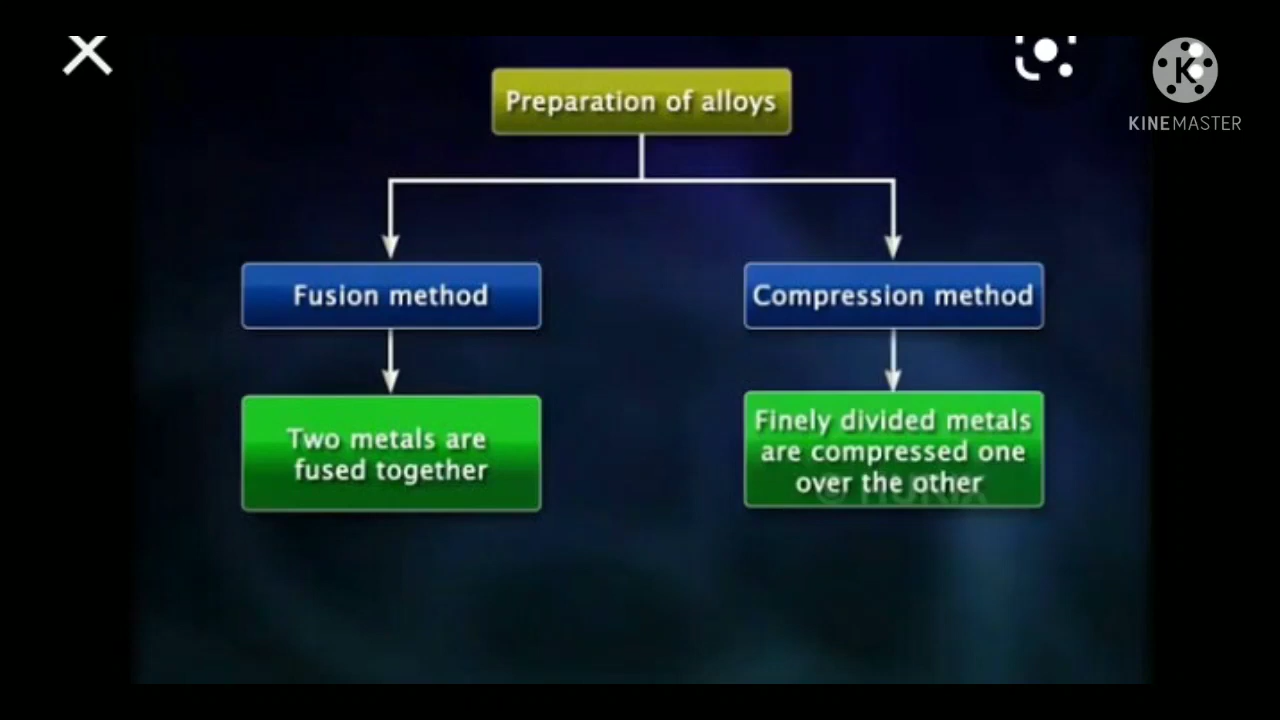 KINEMASTER
Preparation of alloys
Fusion method
Compression method
Two metals are
fused together
Finely divided metals
are compressed one
over the other